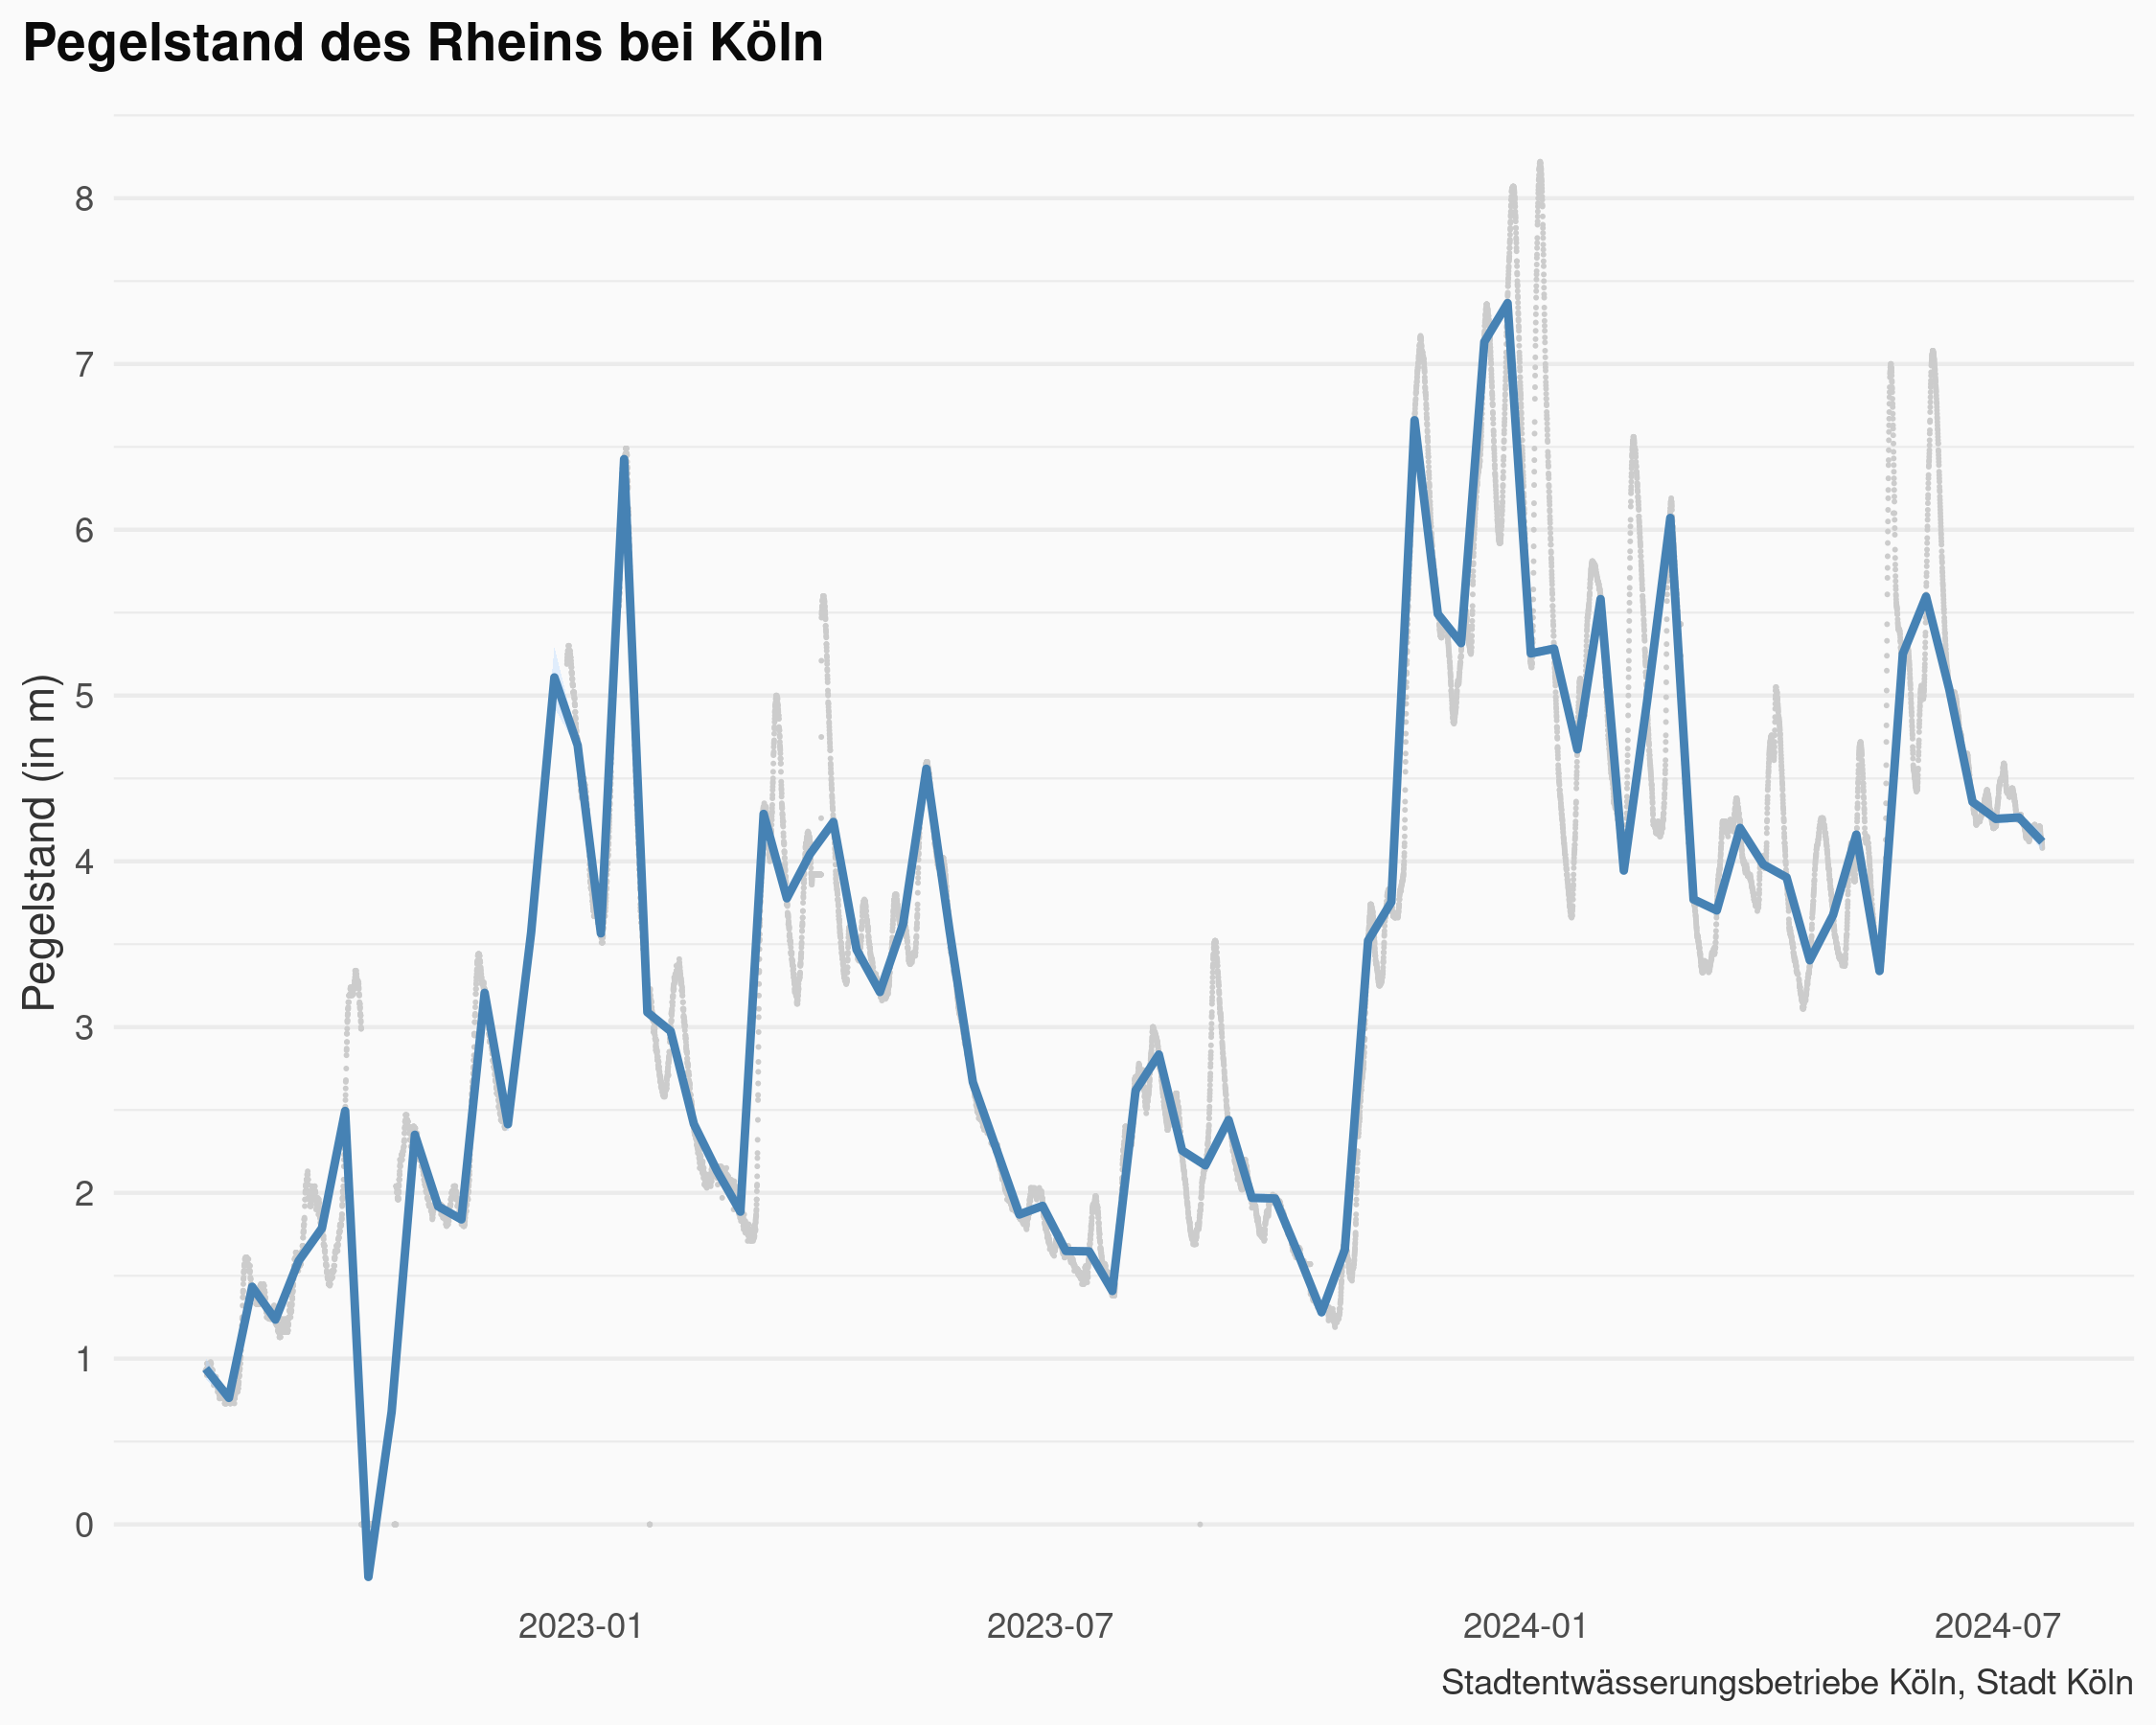 Pegelstand des Rheins bei Köln
Pegelstand (in m)
8
7
6
5
4
3
2
1
0
2023-01 2023-07 2024-01 2024-07
Stadtentwässerungsbetriebe Köln, Stadt Köln